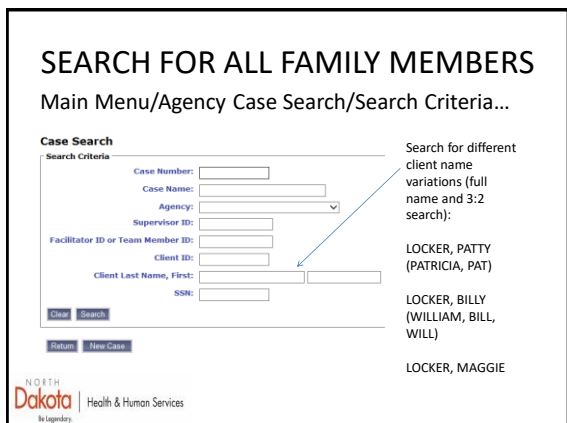 SEARCH FOR ALL FAMILY MEMBERS
Main Menu/Agency Case Search/Search Criteria…
Case Search
Search Criteria
Case Number:
Case Name:
Agency:
Supervisor ID:
Facilitator ID or Team Member ID:
Client ID:
Client Last Name, First:
SSN:
Clear Search
Return New Case
Search for different
client name
variations (full
name and 3:2
search):
LOCKER, PATTY
(PATRICIA, PAT)
LOCKER, BILLY
(WILLIAM, BILL,
WILL)
LOCKER, MAGGIE
NORTH
Dakota | Health & Human Services
Be Legendary.